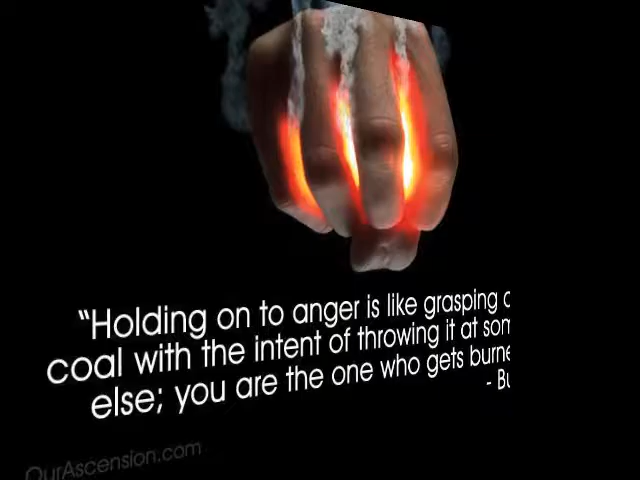 “Holding on to anger is like grasping
coal with the intent of throwing it at
else; you are the one who gets
-
OurAscension.com